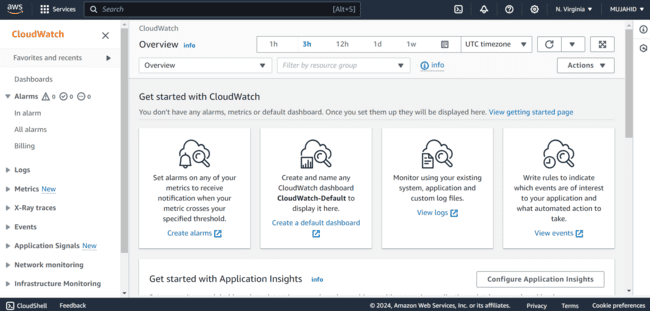 aws
Services
Search
[Alt+S]
N. Virginia
MUJAHID
CloudWatch
Favorites and recents
Dashboards
Alarms 0 0 0
In alarm
All alarms
Billing
Logs
Metrics New
X-Ray traces
Events
Application Signals New
Network monitoring
Infrastructure Monitoring
CloudWatch
Overview info
1h 3h 12h 1d 1w UTC timezone
Overview
Filter by resource group
info
Actions
Get started with CloudWatch
You don't have any alarms, metrics or default dashboard. Once you set them up they will be displayed here. View getting started page
Set alarms on any of your
metrics to receive
notification when your
metric crosses your
specified threshold.
Create alarms
Create and name any
CloudWatch dashboard
CloudWatch-Default to
display it here.
Create a default dashboard
Monitor using your existing
system, application and
custom log files.
View logs
Write rules to indicate
which events are of interest
to your application and
what automated action to
take.
View events
Get started with Application Insights info
Configure Application Insights
CloudShell
Feedback
© 2024, Amazon Web Services, Inc. or its affiliates.
Privacy
Terms
Cookie preferences